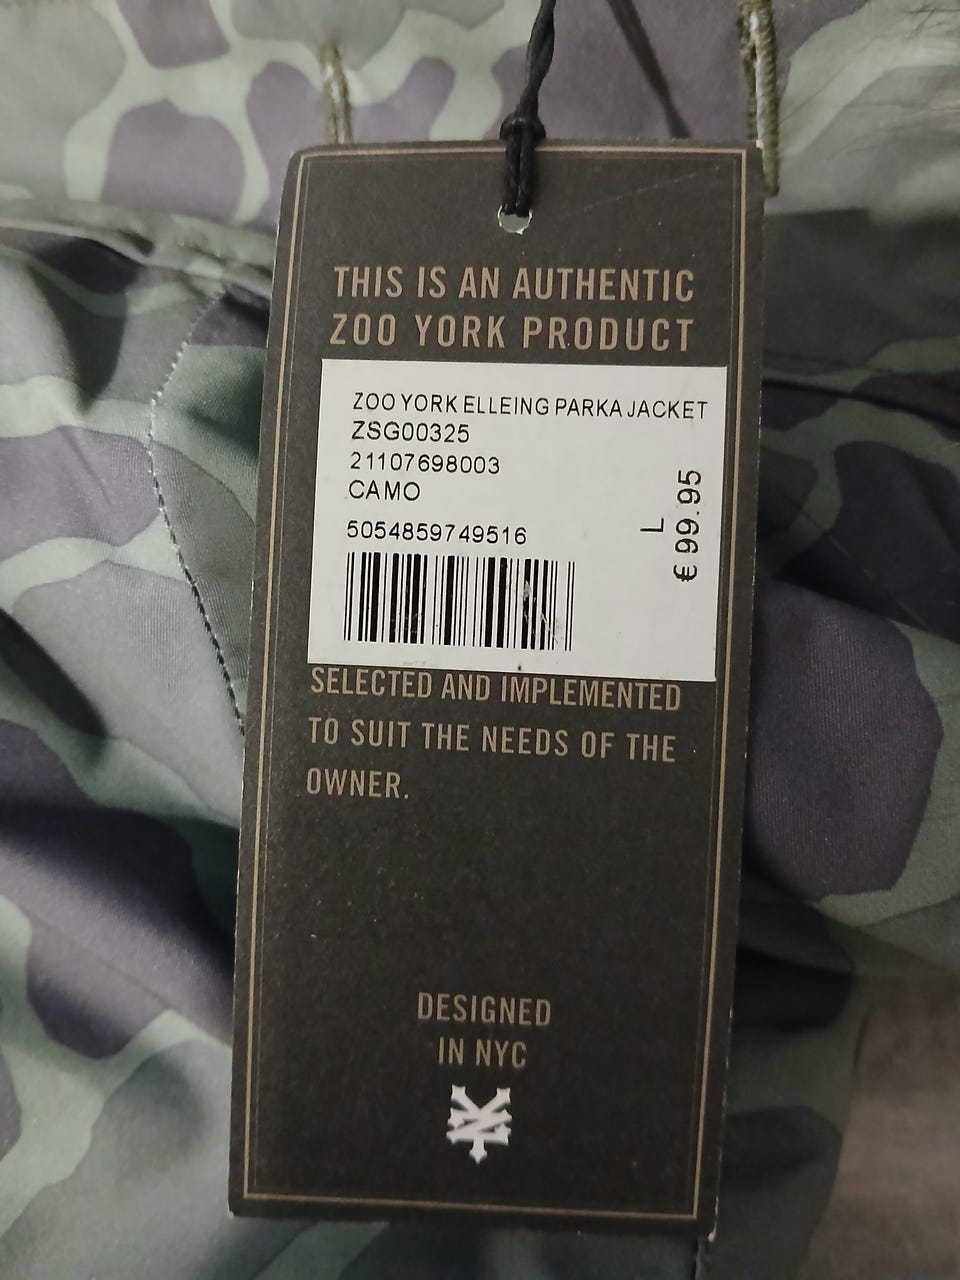 THIS IS AN AUTHENTIC
ZOO YORK PRODUCT
ZOO YORK ELLEING PARKA JACKET
ZSG00325
21107698003
CAMO
5054859749516
L
€ 99.95
SELECTED AND IMPLEMENTED
TO SUIT THE NEEDS OF THE
OWNER.
DESIGNED
IN NYC